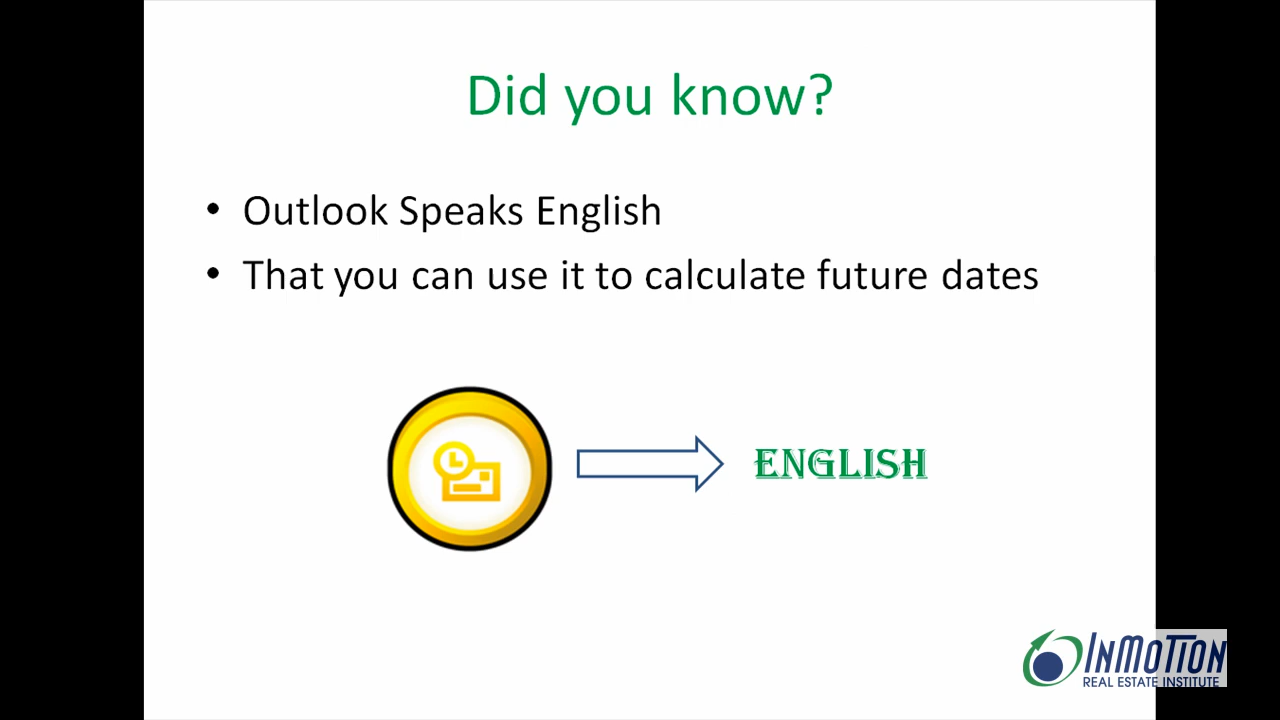 Did you know?
• Outlook Speaks English
• That you can use it to calculate future dates
ENGLISH
INMOTION
REAL ESTATE INSTITUTE